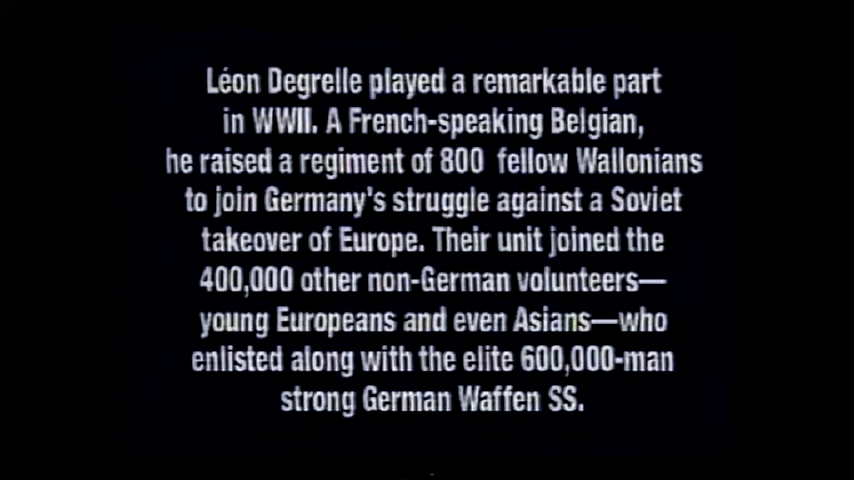 Léon Degrelle played a remarkable part
in WWII. A French-speaking Belgian,
he raised a regiment of 800 fellow Wallonians
to join Germany's struggle against a Soviet
takeover of Europe. Their unit joined the
400,000 other non-German volunteers—
young Europeans and even Asians—who
enlisted along with the elite 600,000-man
strong German Waffen SS.